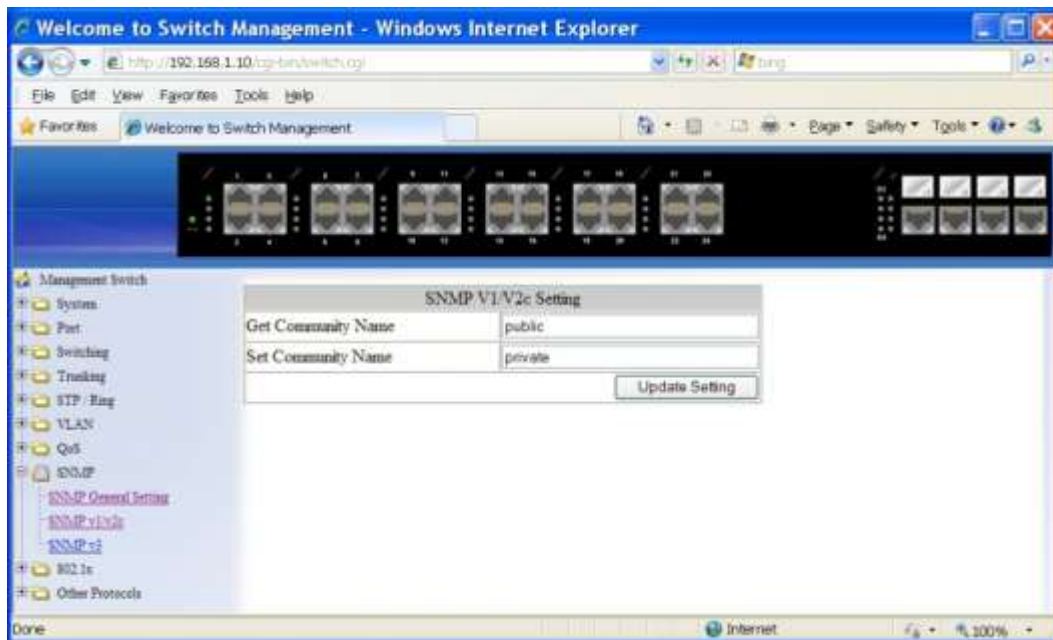 Welcome to Switch Management - Windows Internet Explorer
http://192.168.1.10/cgi-bin/switch.cgi
bing
File Edit View Favorites Tools Help
Favorites Welcome to Switch Management Page Safety Tools
Management Switch
System
Port
Switching
Trunking
STP / Ring
VLAN
QoS
SNMP
SNMP General Setting
SNMP v1/v2c
SNMP v3
802.1x
Other Protocols
SNMP V1/V2c Setting
Get Community Name public
Set Community Name private
Update Setting
Done Internet 100%